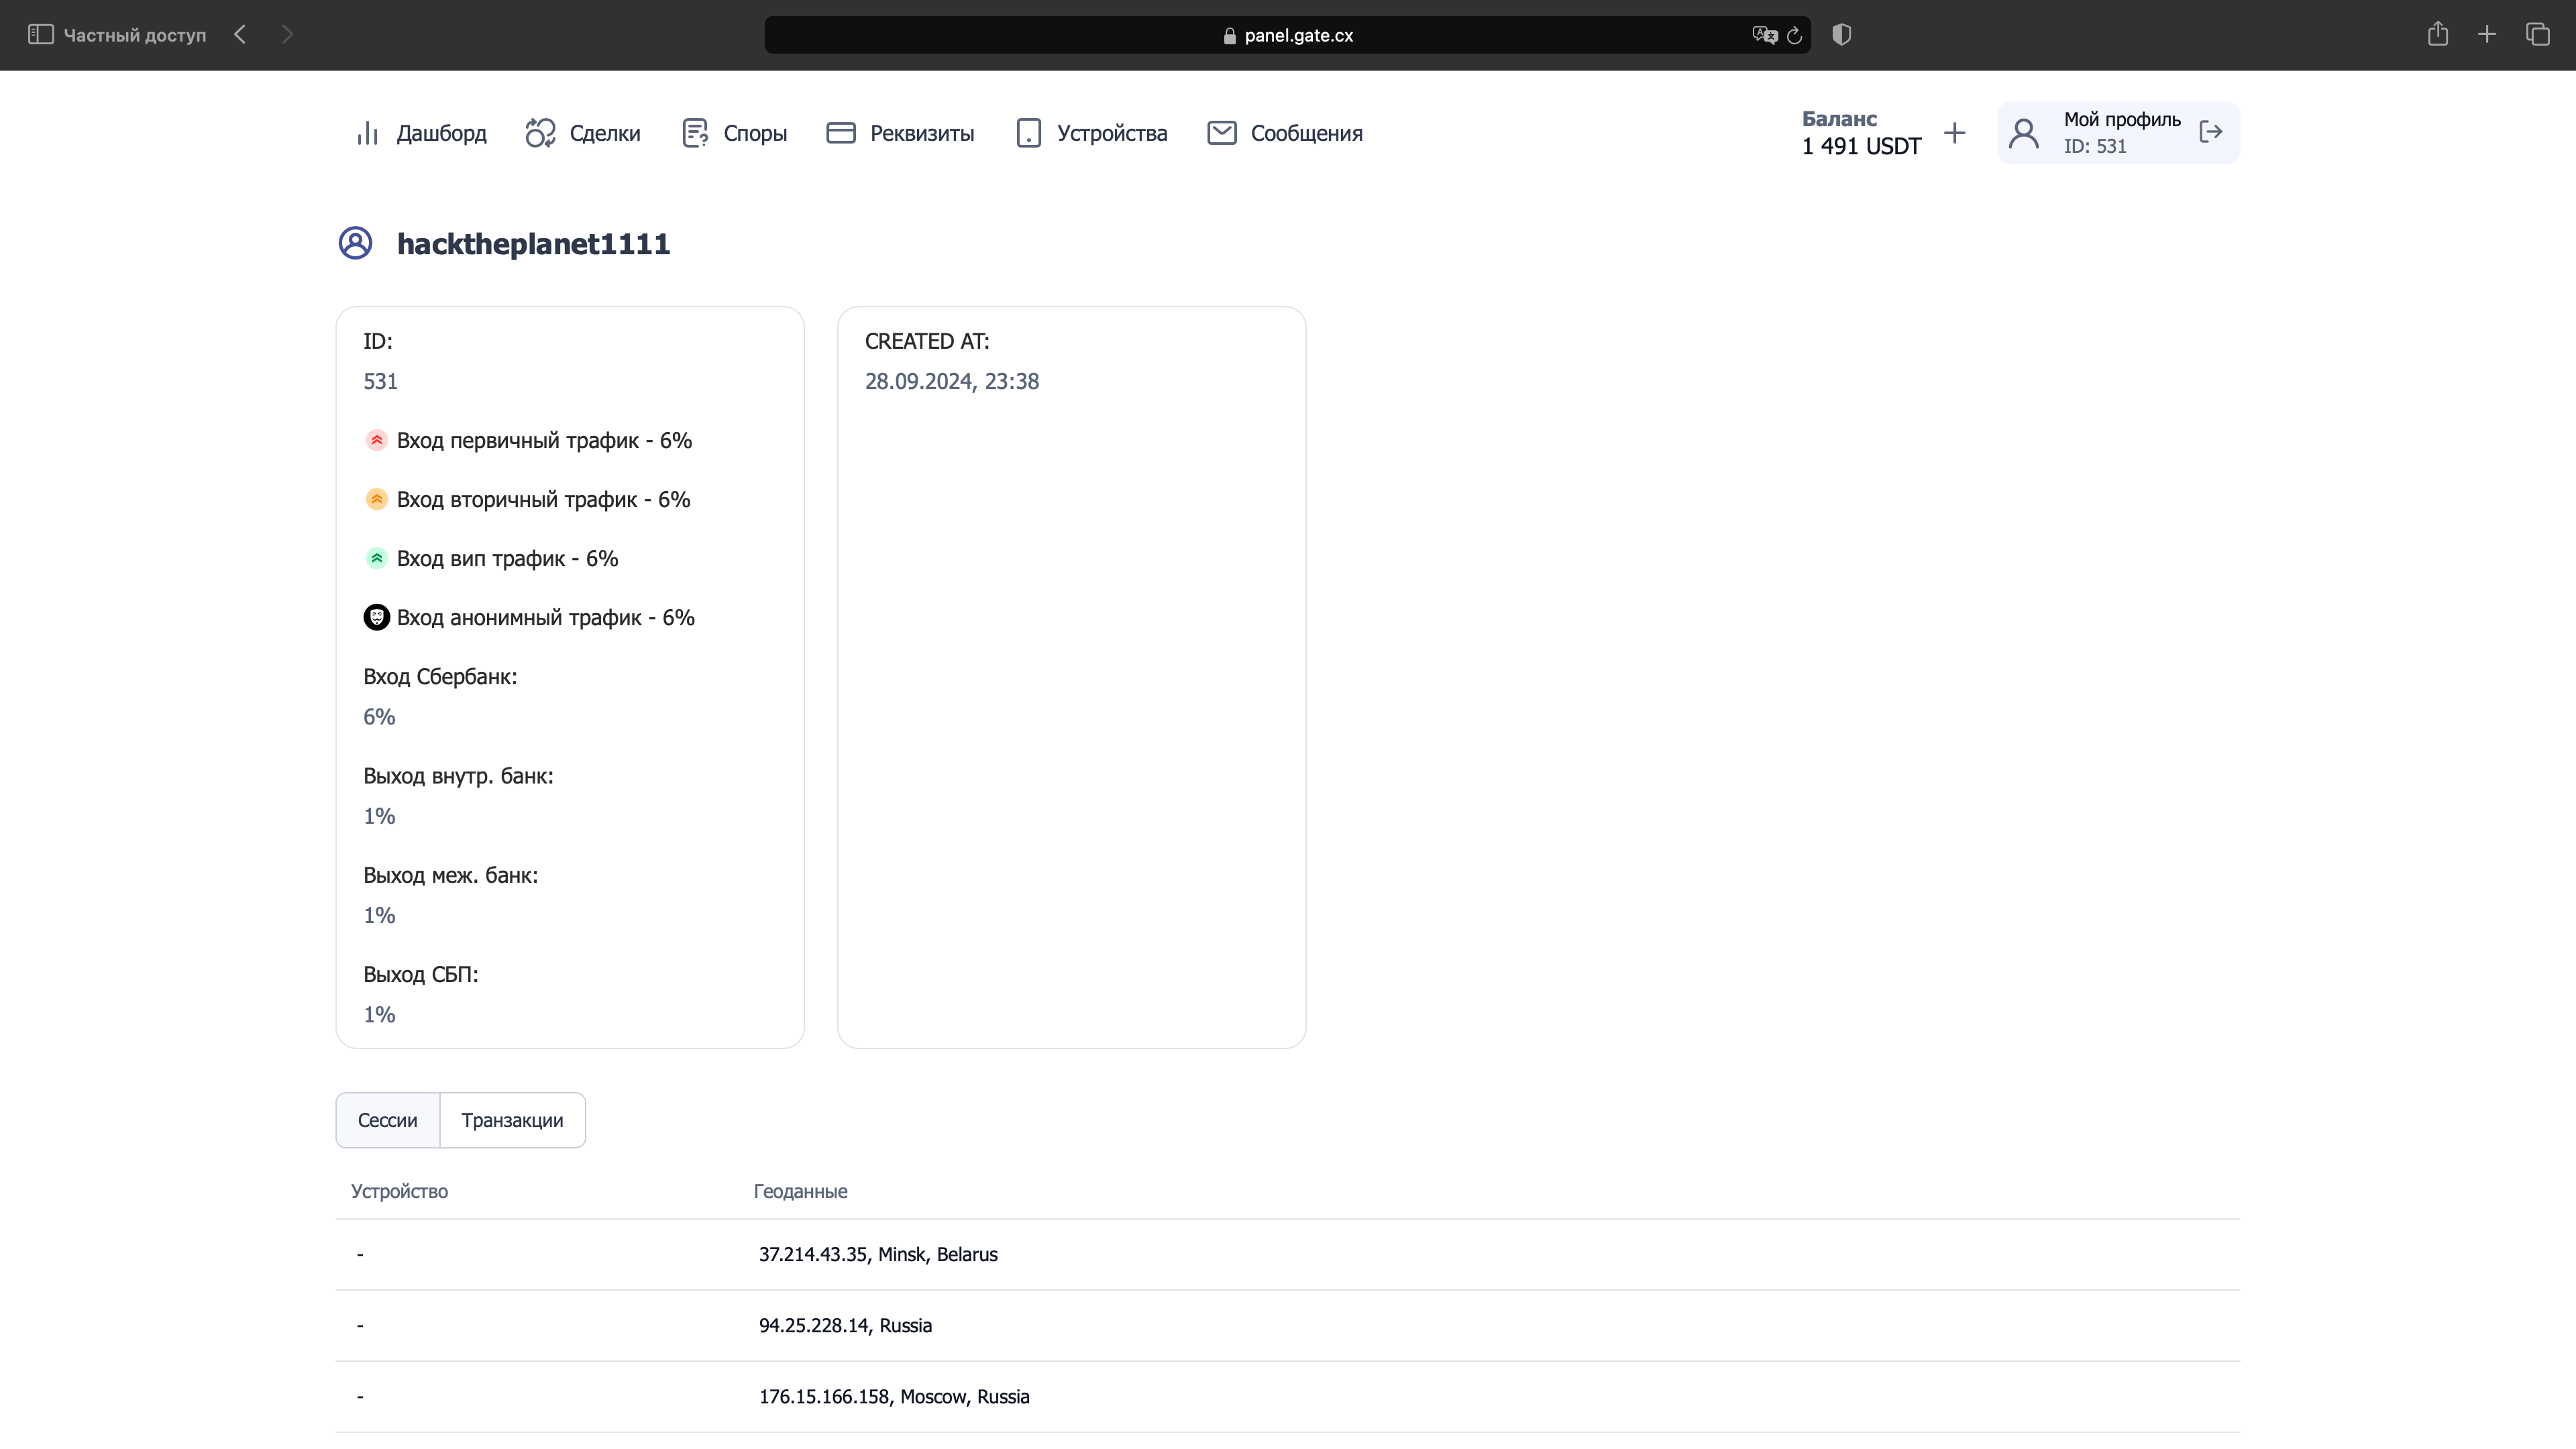 Частный доступ
panel.gate.cx
Дашборд
Сделки
Споры
Реквизиты
Устройства
Сообщения
Баланс
1 491 USDT
Мой профиль
ID: 531
hacktheplanet1111
ID:
531
Вход первичный трафик - 6%
Вход вторичный трафик - 6%
Вход вип трафик - 6%
Вход анонимный трафик - 6%
Вход Сбербанк:
6%
Выход внутр. банк:
1%
Выход меж. банк:
1%
Выход СБП:
1%
CREATED AT:
28.09.2024, 23:38
Сессии
Транзакции
Устройство
Геоданные
-
37.214.43.35, Minsk, Belarus
-
94.25.228.14, Russia
-
176.15.166.158, Moscow, Russia